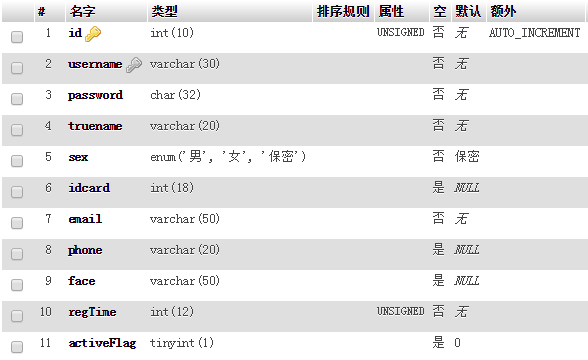 # 名字 类型 排序规则 属性 空 默认 额外
1 id int(10) UNSIGNED 否 无 AUTO_INCREMENT
2 username varchar(30) 否 无
3 password char(32) 否 无
4 truename varchar(20) 否 无
5 sex enum('男', '女', '保密') 否 保密
6 idcard int(18) 是 NULL
7 email varchar(50) 否 无
8 phone varchar(20) 是 NULL
9 face varchar(50) 是 NULL
10 regTime int(12) UNSIGNED 否 无
11 activeFlag tinyint(1) 是 0